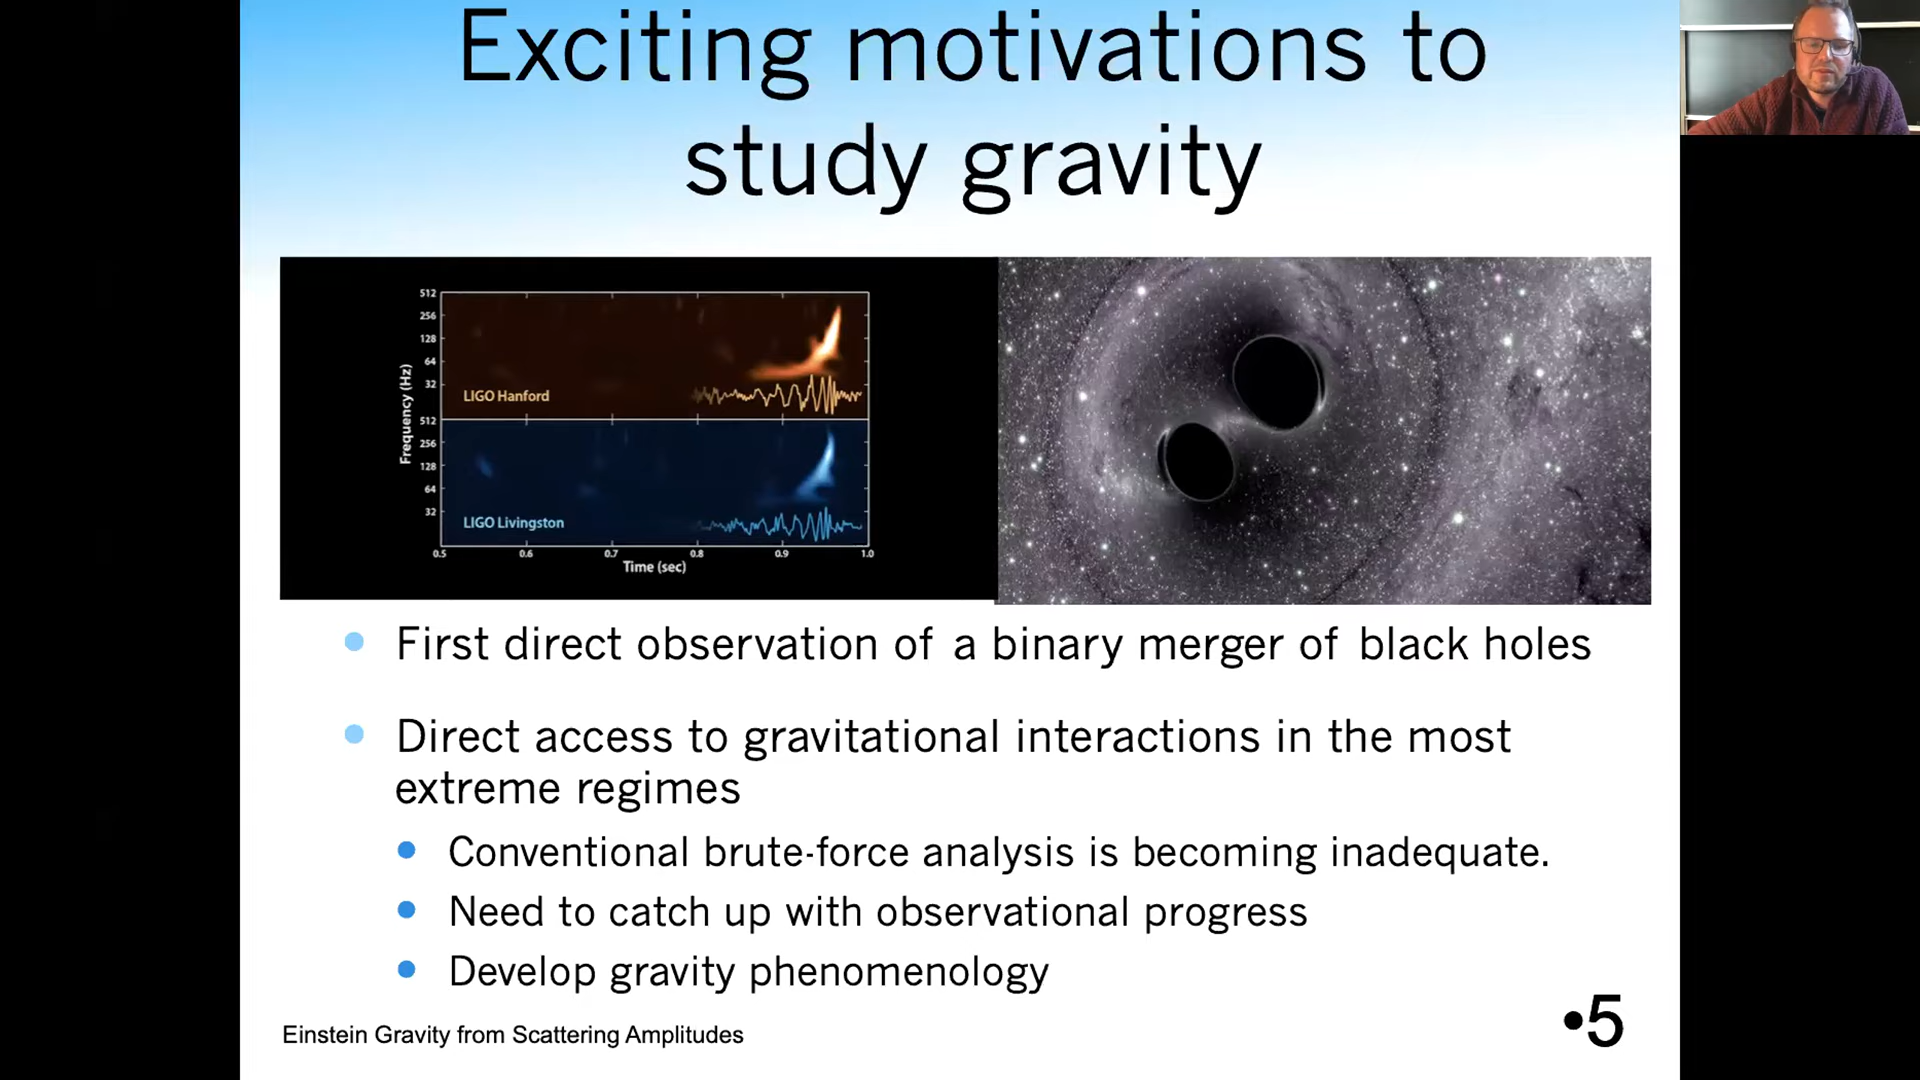 Exciting motivations to
study gravity
Frequency (Hz)
512
256
128
64
32
LIGO Hanford
512
256
128
64
32
LIGO Livingston
0.5 0.6 0.7 0.8 0.9 1.0
Time (sec)
• First direct observation of a binary merger of black holes
• Direct access to gravitational interactions in the most
extreme regimes
• Conventional brute-force analysis is becoming inadequate.
• Need to catch up with observational progress
• Develop gravity phenomenology
Einstein Gravity from Scattering Amplitudes
•5